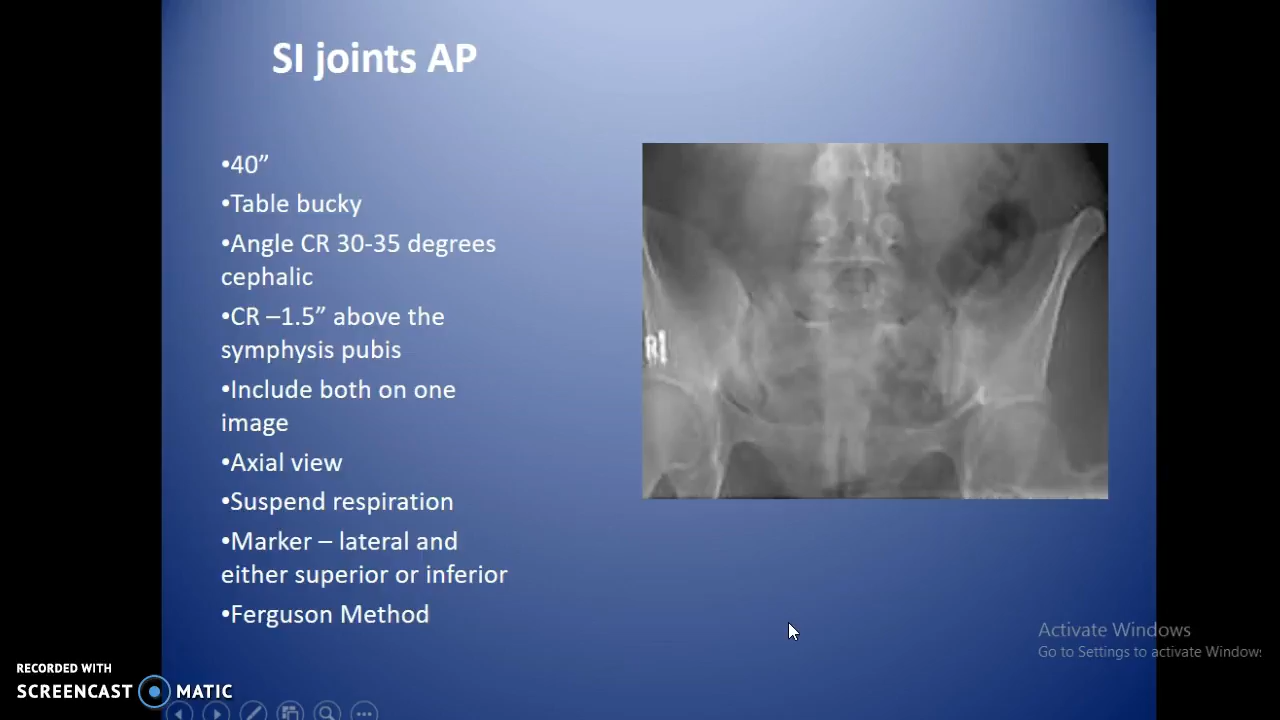 SI joints AP
•40”
•Table bucky
•Angle CR 30-35 degrees
cephalic
•CR –1.5” above the
symphysis pubis
•Include both on one
image
•Axial view
•Suspend respiration
•Marker – lateral and
either superior or inferior
•Ferguson Method
Activate Windows
Go to Settings to activate Windows
RECORDED WITH
SCREENCAST MATIC